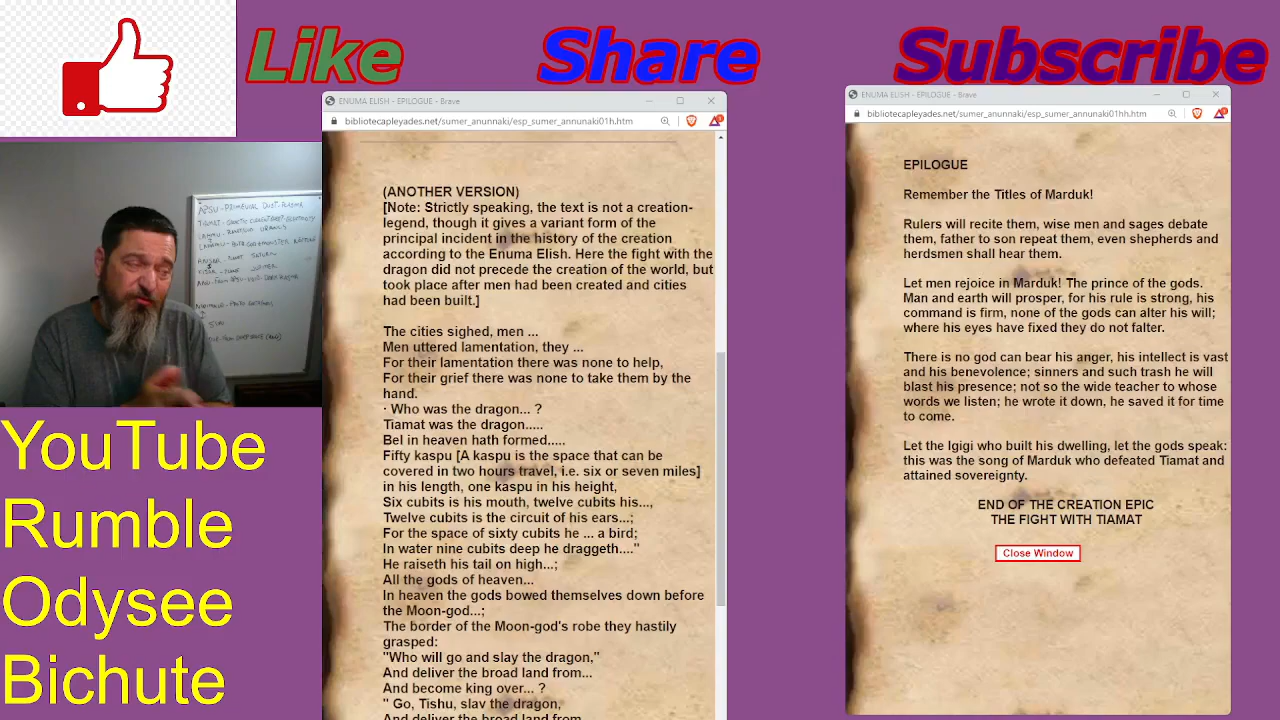 Like
Share
Subscribe
ENUMA ELISH - EPILOGUE - Brave
bibliotecapleyades.net/sumer_anunnaki/esp_sumer_annunaki01h.htm
(ANOTHER VERSION)
[Note: Strictly speaking, the text is not a creation-
legend, though it gives a variant form of the
principal incident in the history of the creation
according to the Enuma Elish. Here the fight with the
dragon did not precede the creation of the world, but
took place after men had been created and cities
had been built.]
The cities sighed, men ...
Men uttered lamentation, they ...
For their lamentation there was none to help,
For their grief there was none to take them by the
hand.
· Who was the dragon... ?
Tiamat was the dragon.....
Bel in heaven hath formed.....
Fifty kaspu [A kaspu is the space that can be
covered in two hours travel, i.e. six or seven miles]
in his length, one kaspu in his height,
Six cubits is his mouth, twelve cubits his...,
Twelve cubits is the circuit of his ears...;
For the space of sixty cubits he ... a bird;
In water nine cubits deep he draggeth...."
He raiseth his tail on high...;
All the gods of heaven...
In heaven the gods bowed themselves down before
the Moon-god...;
The border of the Moon-god's robe they hastily
grasped:
"Who will go and slay the dragon,"
And deliver the broad land from...
And become king over... ?
" Go, Tishu, slay the dragon,
And deliver the broad land from
ENUMA ELISH - EPILOGUE - Brave
bibliotecapleyades.net/sumer_anunnaki/esp_sumer_annunaki01hh.htm
EPILOGUE
Remember the Titles of Marduk!
Rulers will recite them, wise men and sages debate
them, father to son repeat them, even shepherds and
herdsmen shall hear them.
Let men rejoice in Marduk! The prince of the gods.
Man and earth will prosper, for his rule is strong, his
command is firm, none of the gods can alter his will;
where his eyes have fixed they do not falter.
There is no god can bear his anger, his intellect is vast
and his benevolence; sinners and such trash he will
blast his presence; not so the wide teacher to whose
words we listen; he wrote it down, he saved it for time
to come.
Let the Igigi who built his dwelling, let the gods speak:
this was the song of Marduk who defeated Tiamat and
attained sovereignty.
END OF THE CREATION EPIC
THE FIGHT WITH TIAMAT
Close Window
APSU - PRIMEVAL DUST PLASMA
YouTube
Rumble
Odysee
Bichute